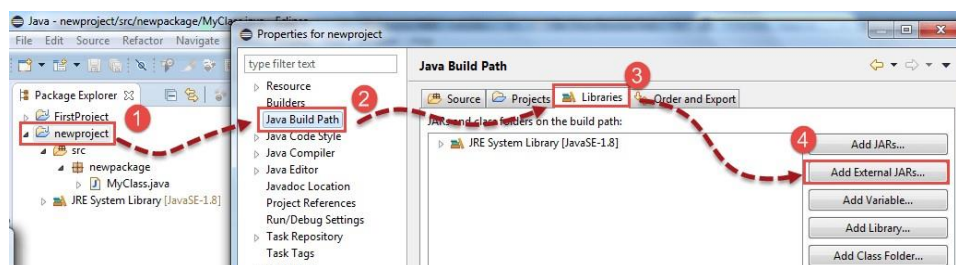 Java - newproject/src/newpackage/MyClass.java - Eclipse
File Edit Source Refactor Navigate
Package Explorer
FirstProject
newproject
src
newpackage
MyClass.java
JRE System Library [JavaSE-1.8]
1
Properties for newproject
type filter text
Resource
Builders
Java Build Path
Java Code Style
Java Compiler
Java Editor
Javadoc Location
Project References
Run/Debug Settings
Task Repository
Task Tags
2
Java Build Path
3
Source Projects Libraries Order and Export
JARs and class folders on the build path:
JRE System Library [JavaSE-1.8]
4
Add JARs...
Add External JARs...
Add Variable...
Add Library...
Add Class Folder...